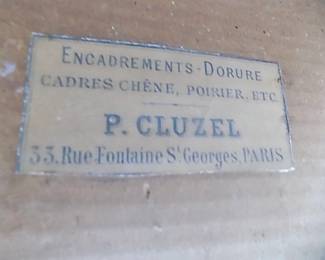 ENCADREMENTS-DORURE
CADRES CHÊNE, POIRIER, ETC.
P. CLUZEL
33, Rue Fontaine St Georges, PARIS